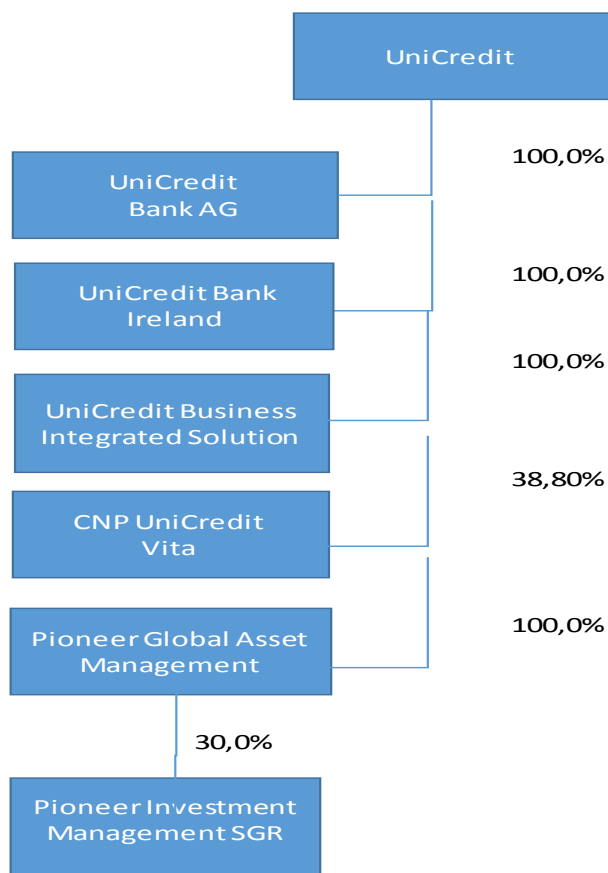 UniCredit
100,0%
UniCredit
Bank AG
100,0%
UniCredit Bank
Ireland
100,0%
UniCredit Business
Integrated Solution
38,80%
CNP UniCredit
Vita
100,0%
Pioneer Global Asset
Management
30,0%
Pioneer Investment
Management SGR